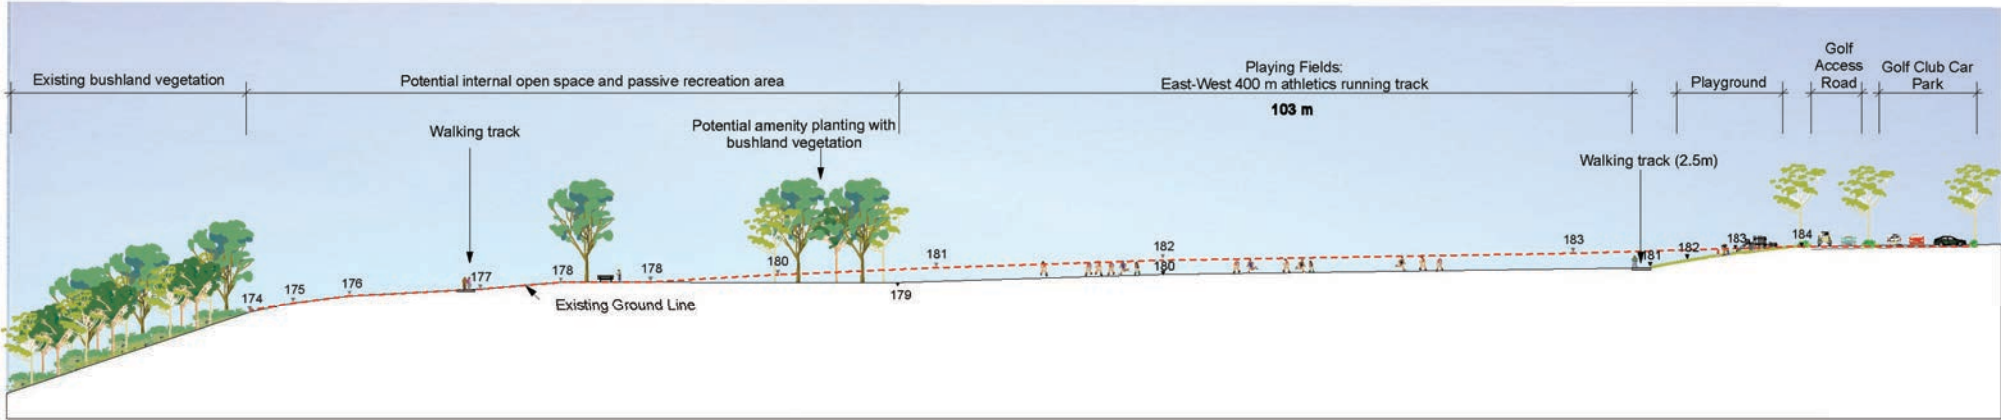 Existing bushland vegetation
Potential internal open space and passive recreation area
Playing Fields:
East-West 400 m athletics running track
103 m
Playground
Golf
Access
Road
Golf Club Car
Park
Walking track
Potential amenity planting with
bushland vegetation
Walking track (2.5m)
174
175
176
177
178
178
180
181
182
180
183
181
182
183
184
179
Existing Ground Line